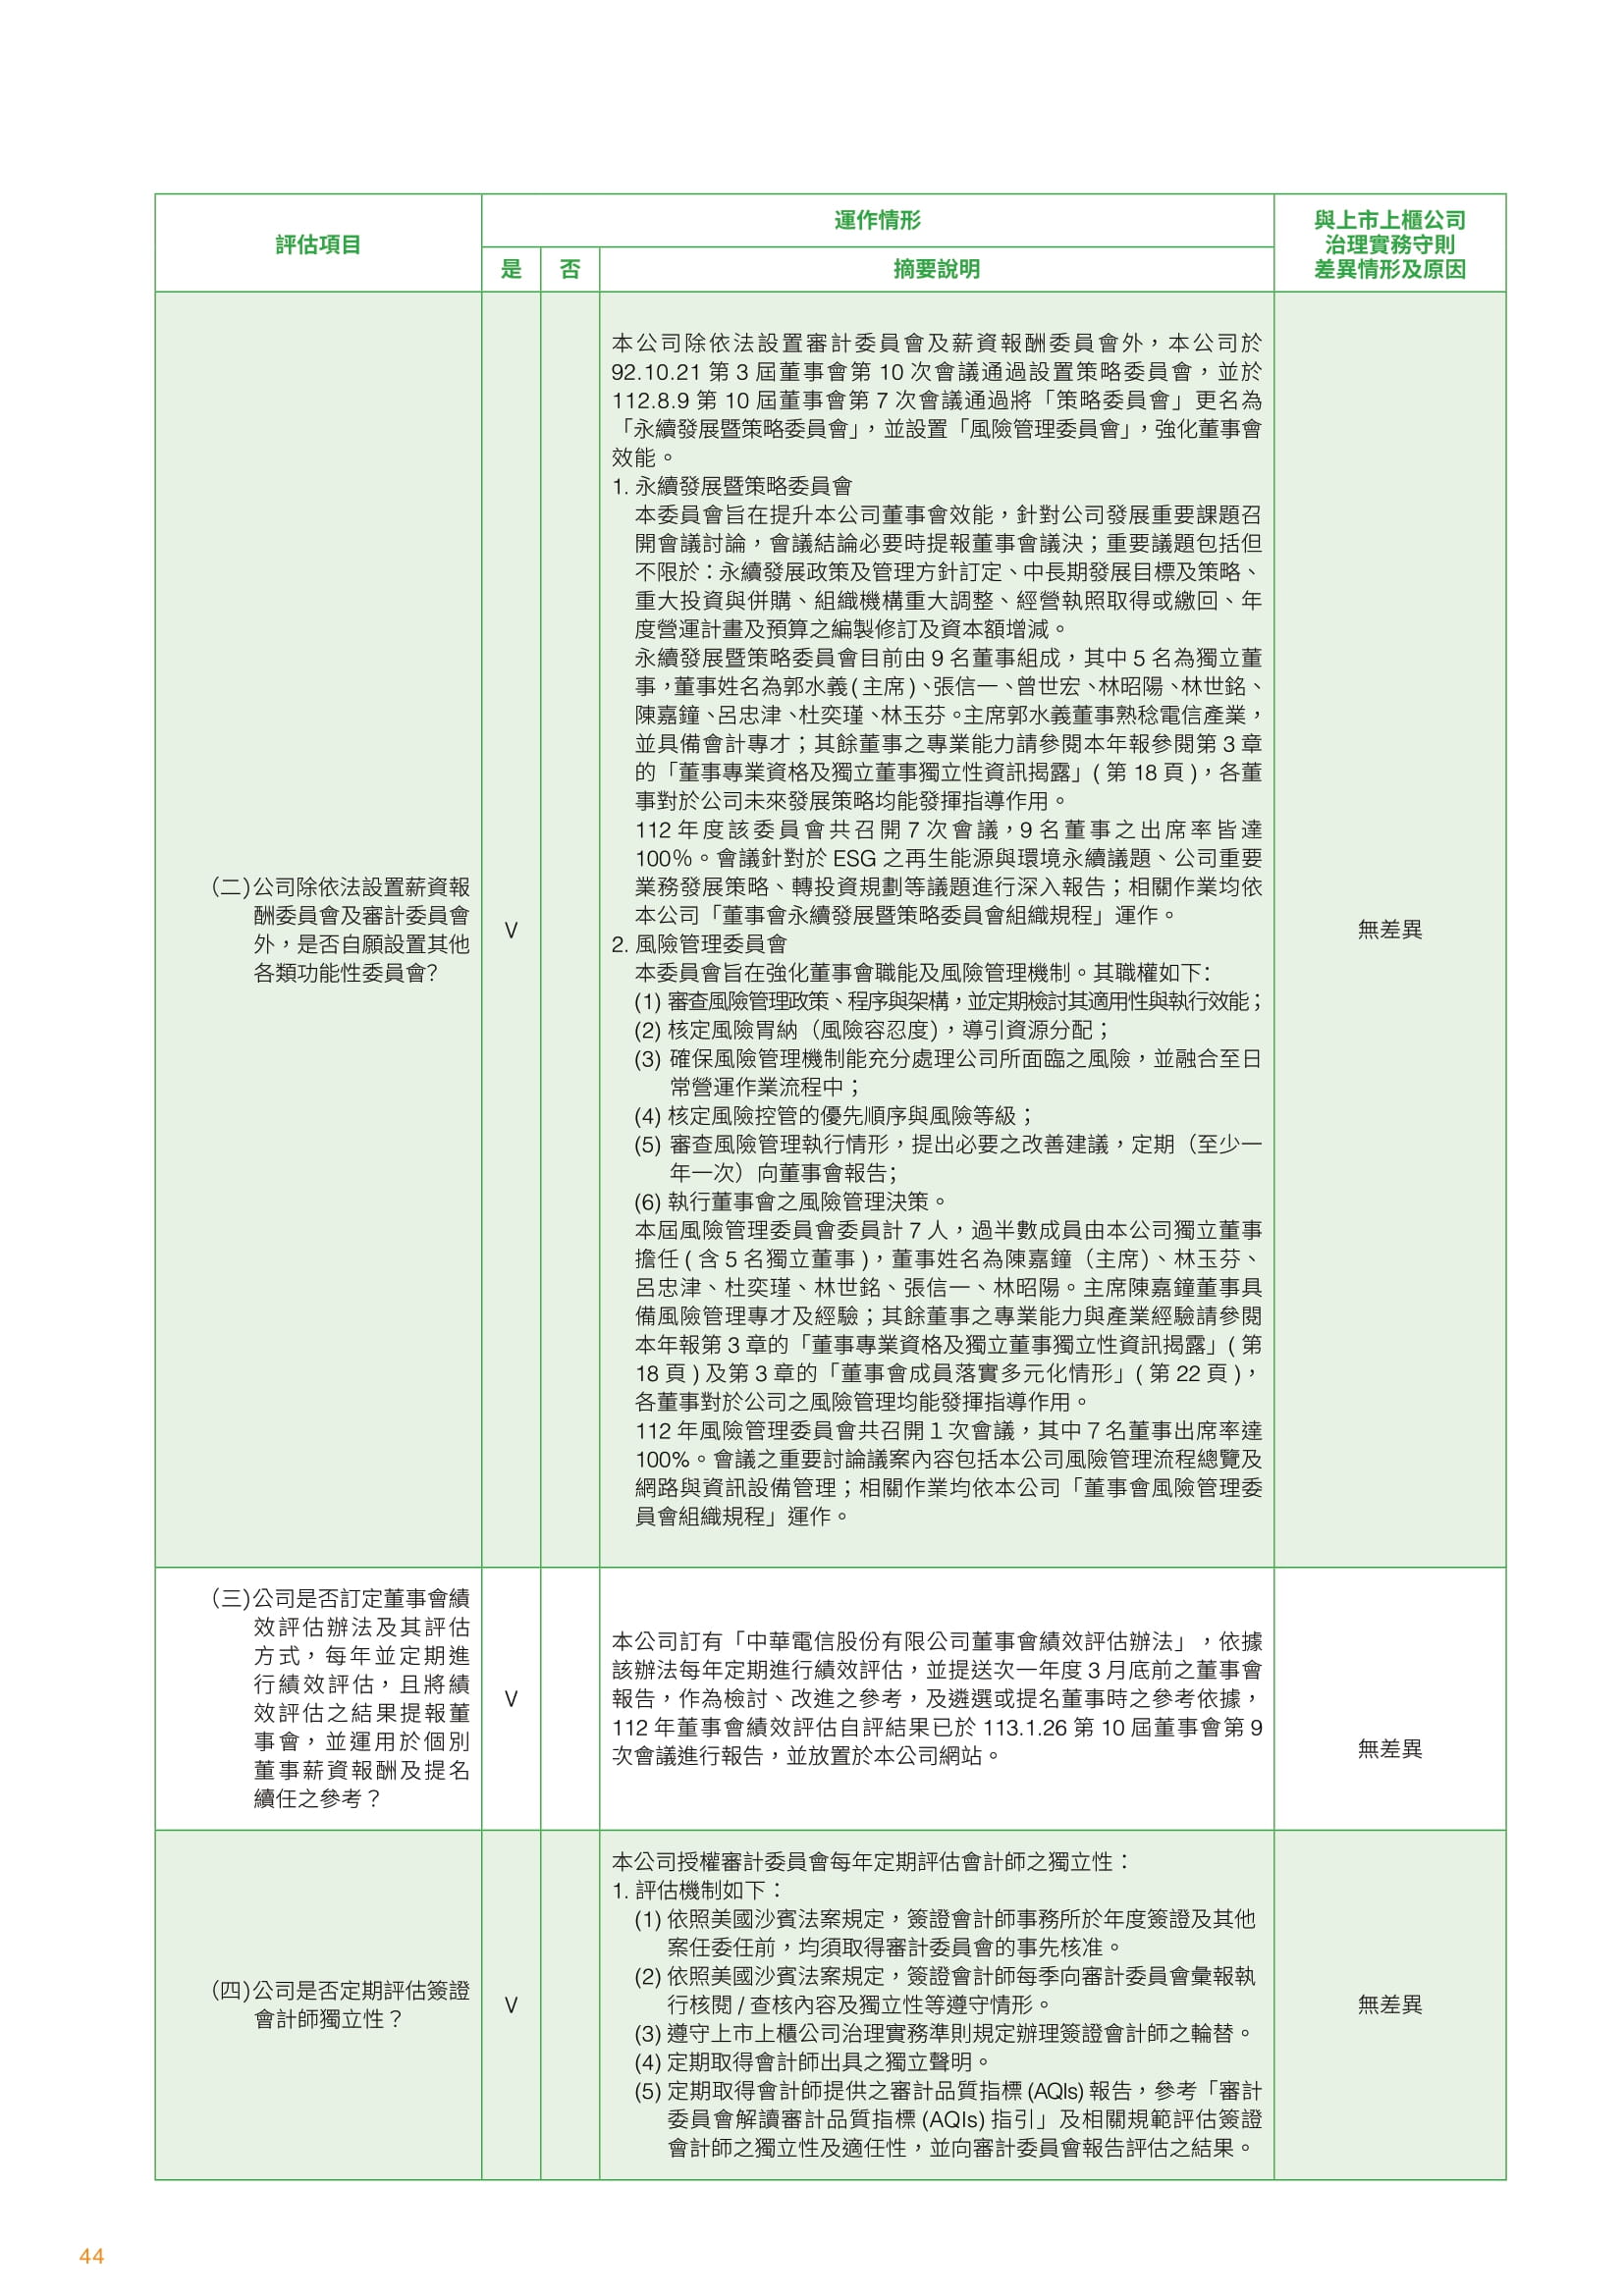 評估項目
運作情形
與上市上櫃公司
治理實務守則
差異情形及原因
是
否
摘要說明
(二)公司除依法設置薪資報
酬委員會及審計委員會
外，是否自願設置其他
各類功能性委員會?
V
本公司除依法設置審計委員會及薪資報酬委員會外，本公司於
92.10.21 第 3 屆董事會第 10 次會議通過設置策略委員會，並於
112.8.9 第 10 屆董事會第 7 次會議通過將「策略委員會」更名為
「永續發展暨策略委員會」，並設置「風險管理委員會」，強化董事會
效能。
1. 永續發展暨策略委員會
本委員會旨在提升本公司董事會效能，針對公司發展重要課題召
開會議討論，會議結論必要時提報董事會議決；重要議題包括但
不限於：永續發展政策及管理方針訂定、中長期發展目標及策略、
重大投資與併購、組織機構重大調整、經營執照取得或繳回、年
度營運計畫及預算之編製修訂及資本額增減。
永續發展暨策略委員會目前由 9 名董事組成，其中 5 名為獨立董
事，董事姓名為郭水義 ( 主席 )、張信一、曾世宏、林昭陽、林世銘、
陳嘉鐘、呂忠津、杜奕瑾、林玉芬。主席郭水義董事熟稔電信產業，
並具備會計專才；其餘董事之專業能力請參閱本年報參閱第 3 章
的「董事專業資格及獨立董事獨立性資訊揭露」( 第 18 頁 )，各董
事對於公司未來發展策略均能發揮指導作用。
112 年度該委員會共召開 7 次會議，9 名董事之出席率皆達
100%。會議針對於 ESG 之再生能源與環境永續議題、公司重要
業務發展策略、轉投資規劃等議題進行深入報告；相關作業均依
本公司「董事會永續發展暨策略委員會組織規程」運作。
2. 風險管理委員會
本委員會旨在強化董事會職能及風險管理機制。其職權如下：
(1) 審查風險管理政策、程序與架構，並定期檢討其適用性與執行效能；
(2) 核定風險胃納（風險容忍度），導引資源分配；
(3) 確保風險管理機制能充分處理公司所面臨之風險，並融合至日
常營運作業流程中；
(4) 核定風險控管的優先順序與風險等級；
(5) 審查風險管理執行情形，提出必要之改善建議，定期（至少一
年一次）向董事會報告；
(6) 執行董事會之風險管理決策。
本屆風險管理委員會委員計 7 人，過半數成員由本公司獨立董事
擔任 ( 含 5 名獨立董事 )，董事姓名為陳嘉鐘（主席）、林玉芬、
呂忠津、杜奕瑾、林世銘、張信一、林昭陽。主席陳嘉鐘董事具
備風險管理專才及經驗；其餘董事之專業能力與產業經驗請參閱
本年報第 3 章的「董事專業資格及獨立董事獨立性資訊揭露」( 第
18 頁 ) 及第 3 章的「董事會成員落實多元化情形」( 第 22 頁 )，
各董事對於公司之風險管理均能發揮指導作用。
112 年風險管理委員會共召開 1 次會議，其中 7 名董事出席率達
100%。會議之重要討論議案內容包括本公司風險管理流程總覽及
網路與資訊設備管理；相關作業均依本公司「董事會風險管理委
員會組織規程」運作。
無差異
(三)公司是否訂定董事會績
效評估辦法及其評估
方式，每年並定期進
行績效評估，且將績
效評估之結果提報董
事會，並運用於個別
董事薪資報酬及提名
續任之參考？
V
本公司訂有「中華電信股份有限公司董事會績效評估辦法」，依據
該辦法每年定期進行績效評估，並提送次一年度 3 月底前之董事會
報告，作為檢討、改進之參考，及遴選或提名董事時之參考依據，
112 年董事會績效評估自評結果已於 113.1.26 第 10 屆董事會第 9
次會議進行報告，並放置於本公司網站。
無差異
(四)公司是否定期評估簽證
會計師獨立性？
V
本公司授權審計委員會每年定期評估會計師之獨立性：
1. 評估機制如下：
(1) 依照美國沙賓法案規定，簽證會計師事務所於年度簽證及其他
案任委任前，均須取得審計委員會的事先核准。
(2) 依照美國沙賓法案規定，簽證會計師每季向審計委員會彙報執
行核閱 / 查核內容及獨立性等遵守情形。
(3) 遵守上市上櫃公司治理實務準則規定辦理簽證會計師之輪替。
(4) 定期取得會計師出具之獨立聲明。
(5) 定期取得會計師提供之審計品質指標 (AQIs) 報告，參考「審計
委員會解讀審計品質指標 (AQIs) 指引」及相關規範評估簽證
會計師之獨立性及適任性，並向審計委員會報告評估之結果。
無差異
44